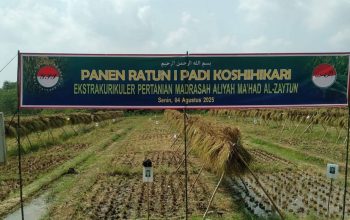 بسم الله الرحمن الرحيم
PANEN RATUN I PADI KOSHIHIKARI
EKSTRAKURIKULER PERTANIAN MADRASAH ALIYAH MA'HAD AL-ZAYTUN
Senin, 04 Agustus 2025